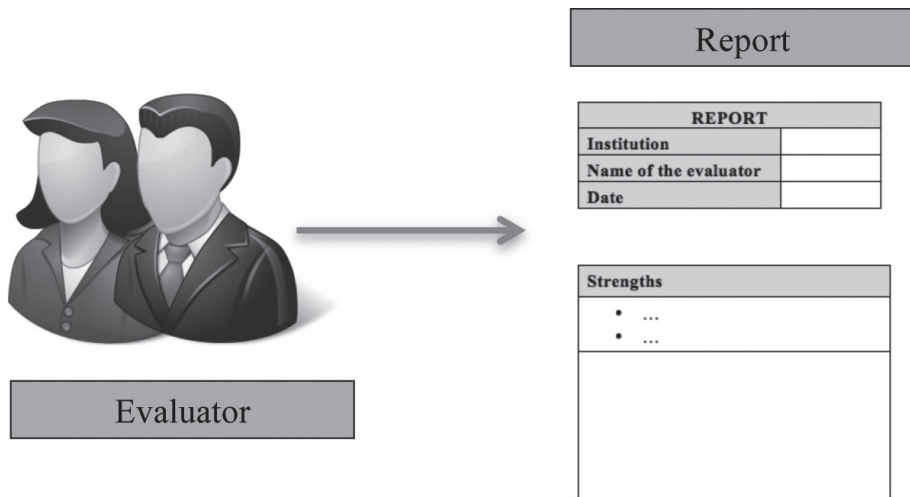 Report
REPORT
Institution
Name of the evaluator
Date
Strengths
• ...
• ...
Evaluator